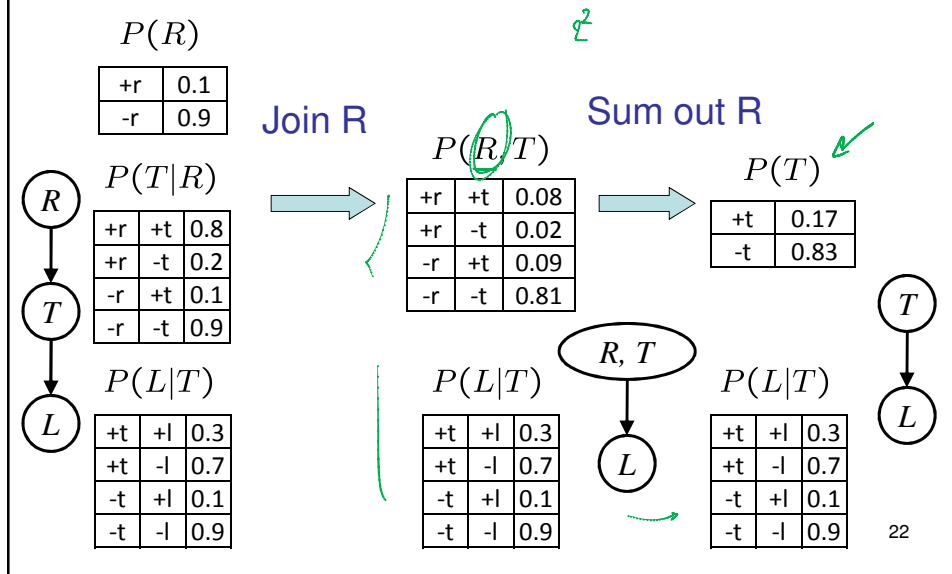 P(R)
+r 0.1
-r 0.9
Join R
Sum out R
P(T|R)
+r +t 0.8
+r -t 0.2
-r +t 0.1
-r -t 0.9
P(R,T)
+r +t 0.08
+r -t 0.02
-r +t 0.09
-r -t 0.81
P(T)
+t 0.17
-t 0.83
R
T
L
P(L|T)
+t +l 0.3
+t -l 0.7
-t +l 0.1
-t -l 0.9
P(L|T)
+t +l 0.3
+t -l 0.7
-t +l 0.1
-t -l 0.9
R, T
L
P(L|T)
+t +l 0.3
+t -l 0.7
-t +l 0.1
-t -l 0.9
T
L
22